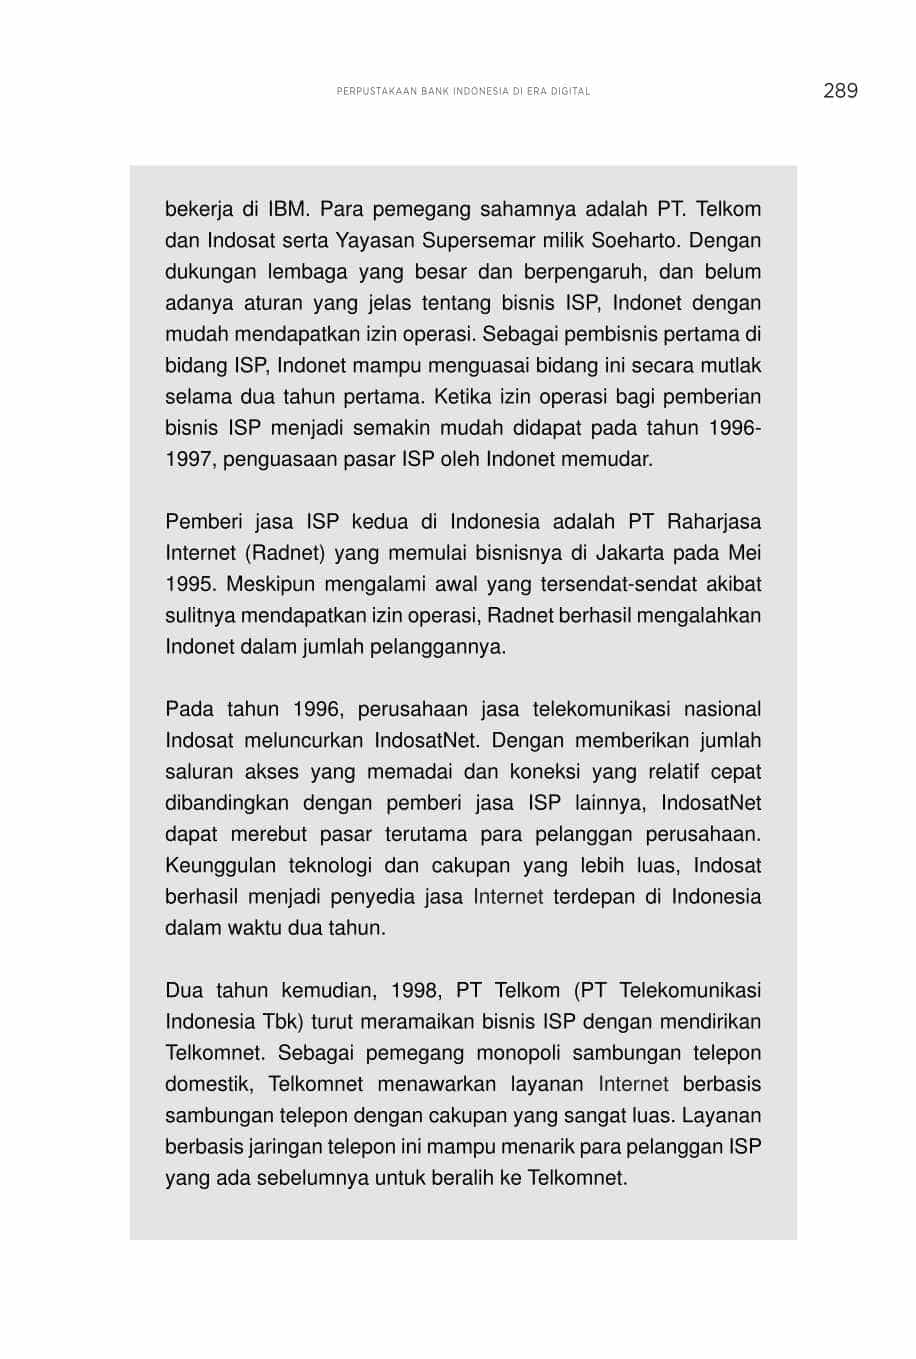 PERPUSTAKAAN BANK INDONESIA DI ERA DIGITAL
289
bekerja di IBM. Para pemegang sahamnya adalah PT. Telkom
dan Indosat serta Yayasan Supersemar milik Soeharto. Dengan
dukungan lembaga yang besar dan berpengaruh, dan belum
adanya aturan yang jelas tentang bisnis ISP, Indonet dengan
mudah mendapatkan izin operasi. Sebagai pembisnis pertama di
bidang ISP, Indonet mampu menguasai bidang ini secara mutlak
selama dua tahun pertama. Ketika izin operasi bagi pemberian
bisnis ISP menjadi semakin mudah didapat pada tahun 1996-
1997, penguasaan pasar ISP oleh Indonet memudar.
Pemberi jasa ISP kedua di Indonesia adalah PT Raharjasa
Internet (Radnet) yang memulai bisnisnya di Jakarta pada Mei
1995. Meskipun mengalami awal yang tersendat-sendat akibat
sulitnya mendapatkan izin operasi, Radnet berhasil mengalahkan
Indonet dalam jumlah pelanggannya.
Pada tahun 1996, perusahaan jasa telekomunikasi nasional
Indosat meluncurkan IndosatNet. Dengan memberikan jumlah
saluran akses yang memadai dan koneksi yang relatif cepat
dibandingkan dengan pemberi jasa ISP lainnya, IndosatNet
dapat merebut pasar terutama para pelanggan perusahaan.
Keunggulan teknologi dan cakupan yang lebih luas, Indosat
berhasil menjadi penyedia jasa Internet terdepan di Indonesia
dalam waktu dua tahun.
Dua tahun kemudian, 1998, PT Telkom (PT Telekomunikasi
Indonesia Tbk) turut meramaikan bisnis ISP dengan mendirikan
Telkomnet. Sebagai pemegang monopoli sambungan telepon
domestik, Telkomnet menawarkan layanan Internet berbasis
sambungan telepon dengan cakupan yang sangat luas. Layanan
berbasis jaringan telepon ini mampu menarik para pelanggan ISP
yang ada sebelumnya untuk beralih ke Telkomnet.